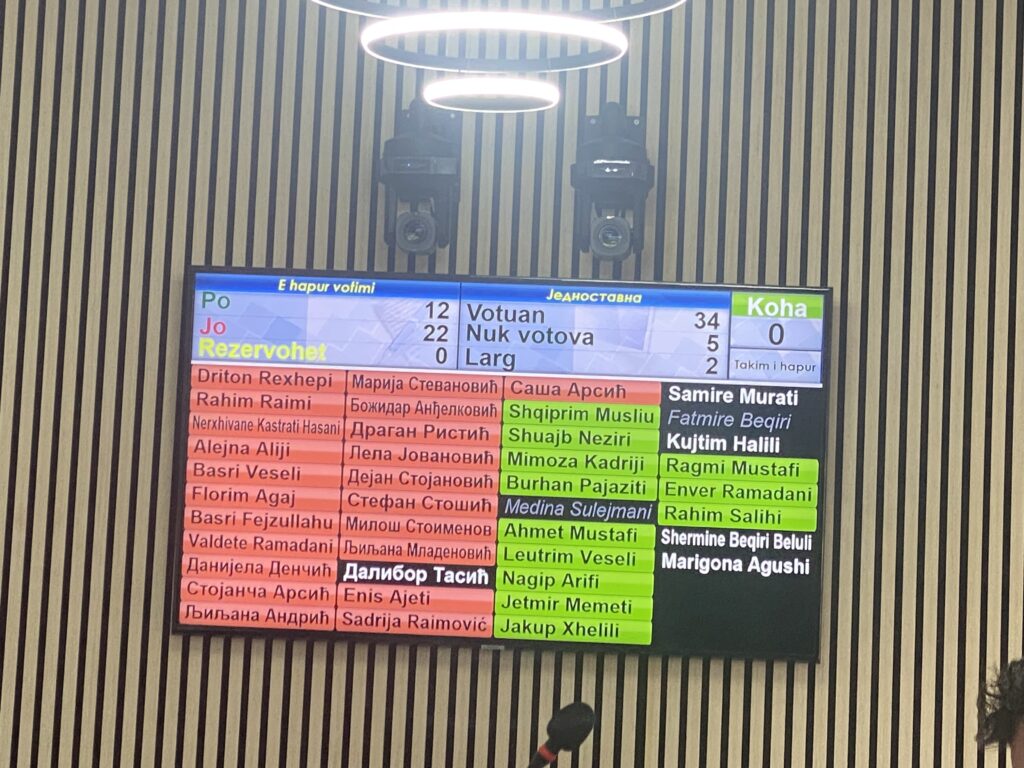 E hapur votimi
Po 12
Jo 22
Rezervohet 0
Једноставна
Votuan 34
Nuk votova 5
Larg 2
Koha
0
Takim i hapur
Driton Rexhepi
Rahim Raimi
Nerxhivane Kastrati Hasani
Alejna Aliji
Basri Veseli
Florim Agaj
Basri Fejzullahu
Valdete Ramadani
Данијела Денчић
Стојанча Арсић
Љиљана Андрић
Марија Стевановић
Божидар Анђелковић
Драган Ристић
Лела Јовановић
Дејан Стојановић
Стефан Стошић
Милош Стоименов
Љиљана Младеновић
Далибор Тасић
Enis Ajeti
Sadrija Raimović
Саша Арсић
Shqiprim Musliu
Shuajb Neziri
Mimoza Kadriji
Burhan Pajaziti
Medina Sulejmani
Ahmet Mustafi
Leutrim Veseli
Nagip Arifi
Jetmir Memeti
Jakup Xhelili
Samire Murati
Fatmire Beqiri
Kujtim Halili
Ragmi Mustafi
Enver Ramadani
Rahim Salihi
Shermine Beqiri Beluli
Marigona Agushi